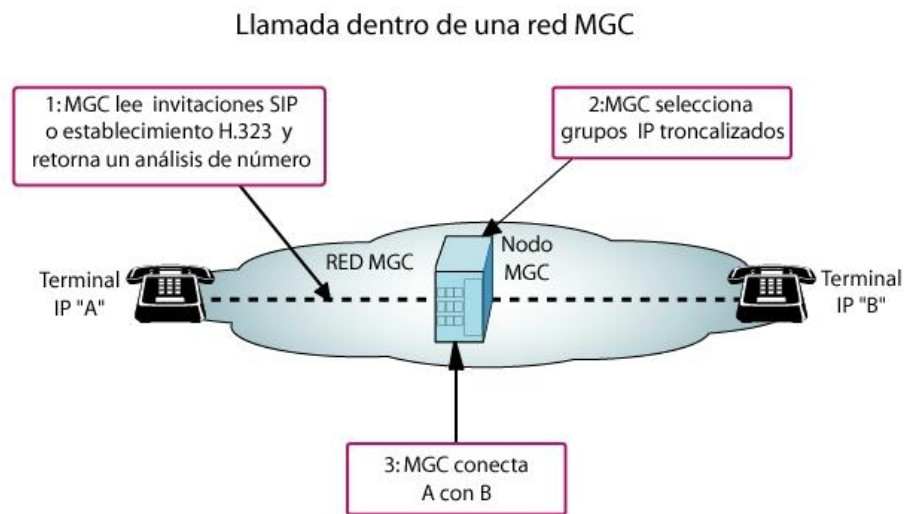 Llamada dentro de una red MGC
1: MGC lee invitaciones SIP
o establecimiento H.323 y
retorna un análisis de número
2:MGC selecciona
grupos IP troncalizados
Terminal
IP "A"
RED MGC
Nodo
MGC
Terminal
IP "B"
3: MGC conecta
A con B